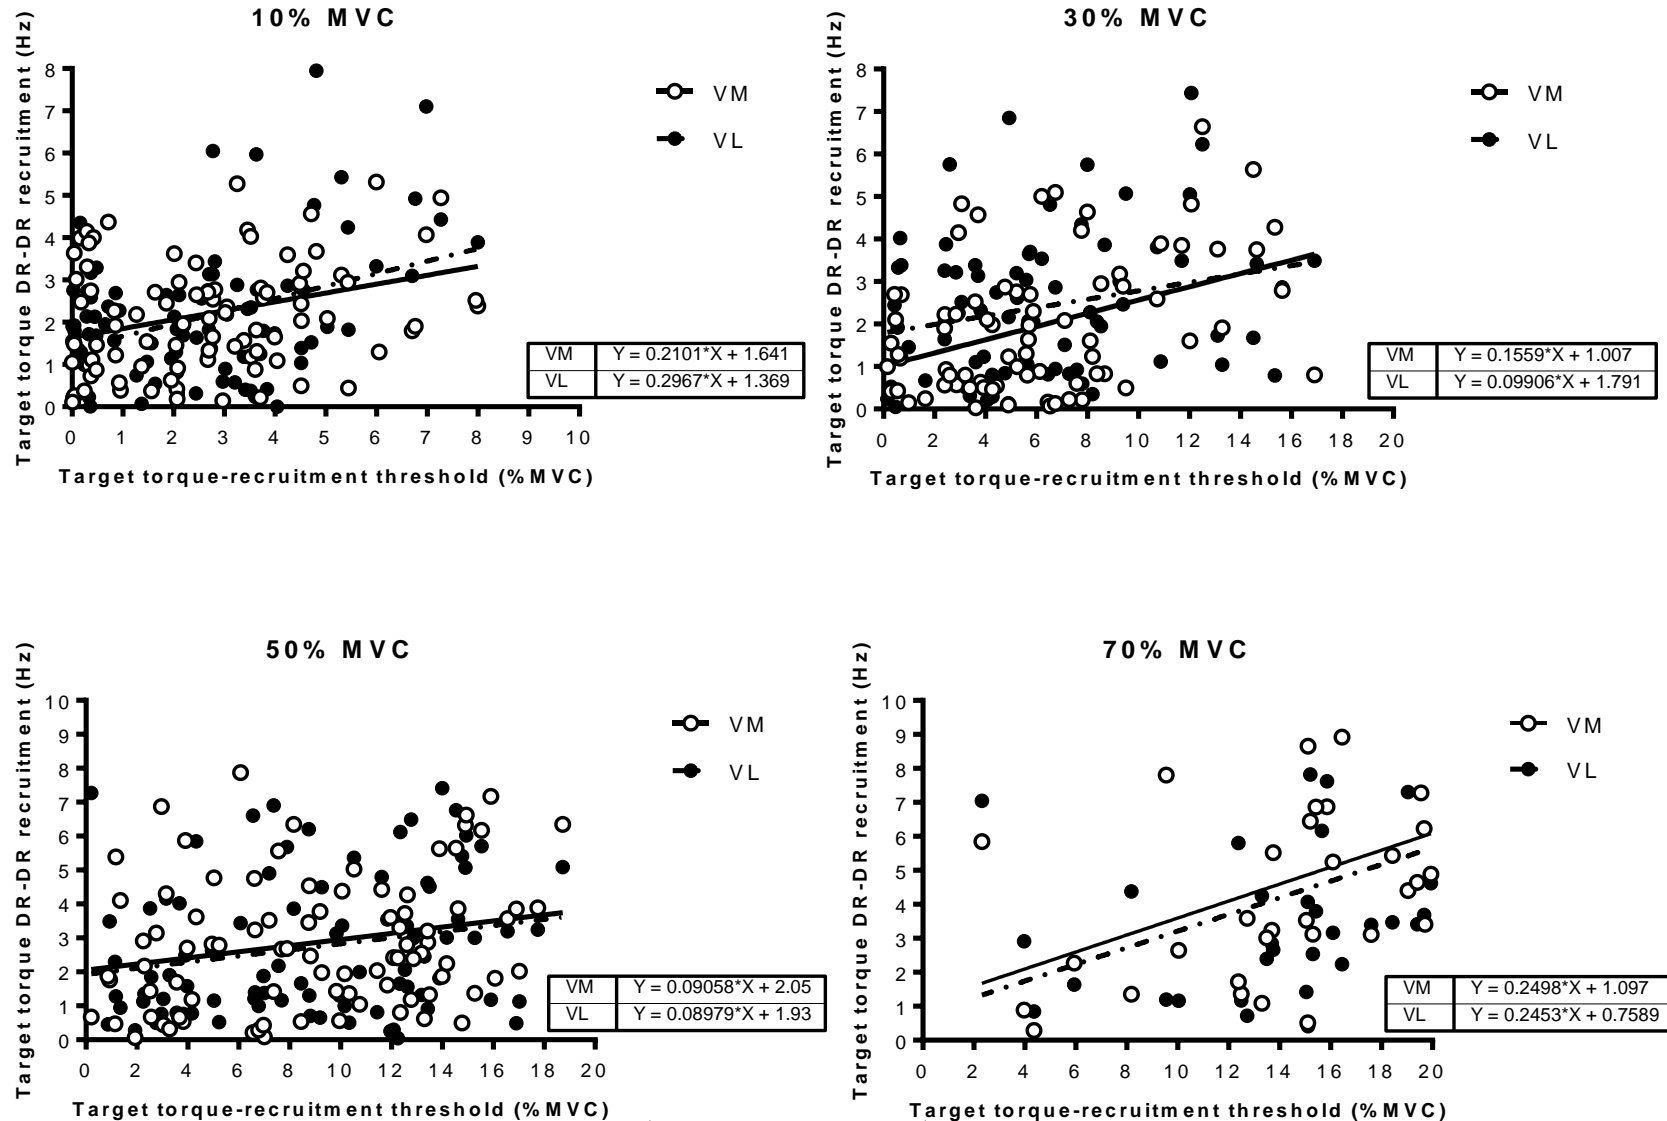 10% MVC
Target torque DR-DR recruitment (Hz)
8
7
6
5
4
3
2
1
0
VM
VL
VM Y = 0.2101*X + 1.641
VL Y = 0.2967*X + 1.369
0 1 2 3 4 5 6 7 8 9 10
Target torque-recruitment threshold (%MVC)
30% MVC
Target torque DR-DR recruitment (Hz)
8
7
6
5
4
3
2
1
0
VM
VL
VM Y = 0.1559*X + 1.007
VL Y = 0.09906*X + 1.791
0 2 4 6 8 10 12 14 16 18 20
Target torque-recruitment threshold (%MVC)
50% MVC
Target torque DR-DR recruitment (Hz)
10
9
8
7
6
5
4
3
2
1
0
VM
VL
VM Y = 0.09058*X + 2.05
VL Y = 0.08979*X + 1.93
0 2 4 6 8 10 12 14 16 18 20
Target torque-recruitment threshold (%MVC)
70% MVC
Target torque DR-DR recruitment (Hz)
10
9
8
7
6
5
4
3
2
1
0
VM
VL
VM Y = 0.2498*X + 1.097
VL Y = 0.2453*X + 0.7589
0 2 4 6 8 10 12 14 16 18 20
Target torque-recruitment threshold (%MVC)